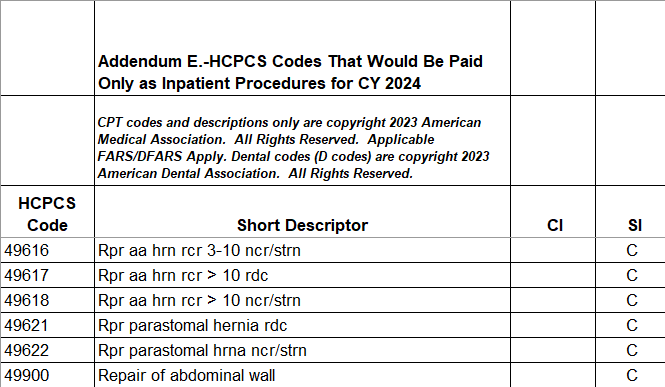 Addendum E.-HCPCS Codes That Would Be Paid
Only as Inpatient Procedures for CY 2024
CPT codes and descriptions only are copyright 2023 American
Medical Association.  All Rights Reserved.  Applicable
FARS/DFARS Apply. Dental codes (D codes) are copyright 2023
American Dental Association.  All Rights Reserved.
HCPCS
Code Short Descriptor CI SI
49616 Rpr aa hrn rcr 3-10 ncr/strn C
49617 Rpr aa hrn rcr > 10 rdc C
49618 Rpr aa hrn rcr > 10 ncr/strn C
49621 Rpr parastomal hernia rdc C
49622 Rpr parastomal hrna ncr/strn C
49900 Repair of abdominal wall C